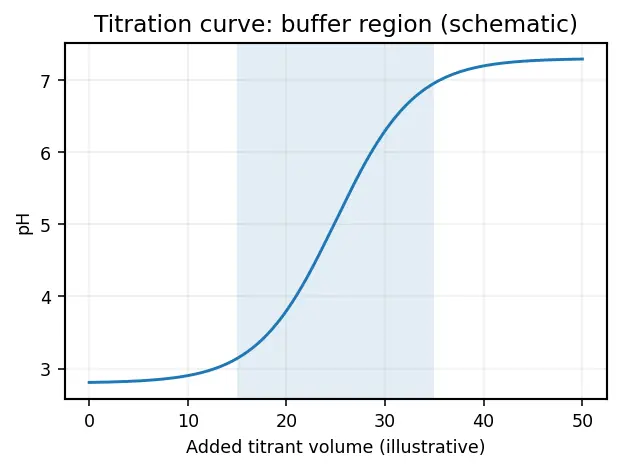 Titration curve: buffer region (schematic)
pH
7
6
5
4
3
0 10 20 30 40 50
Added titrant volume (illustrative)